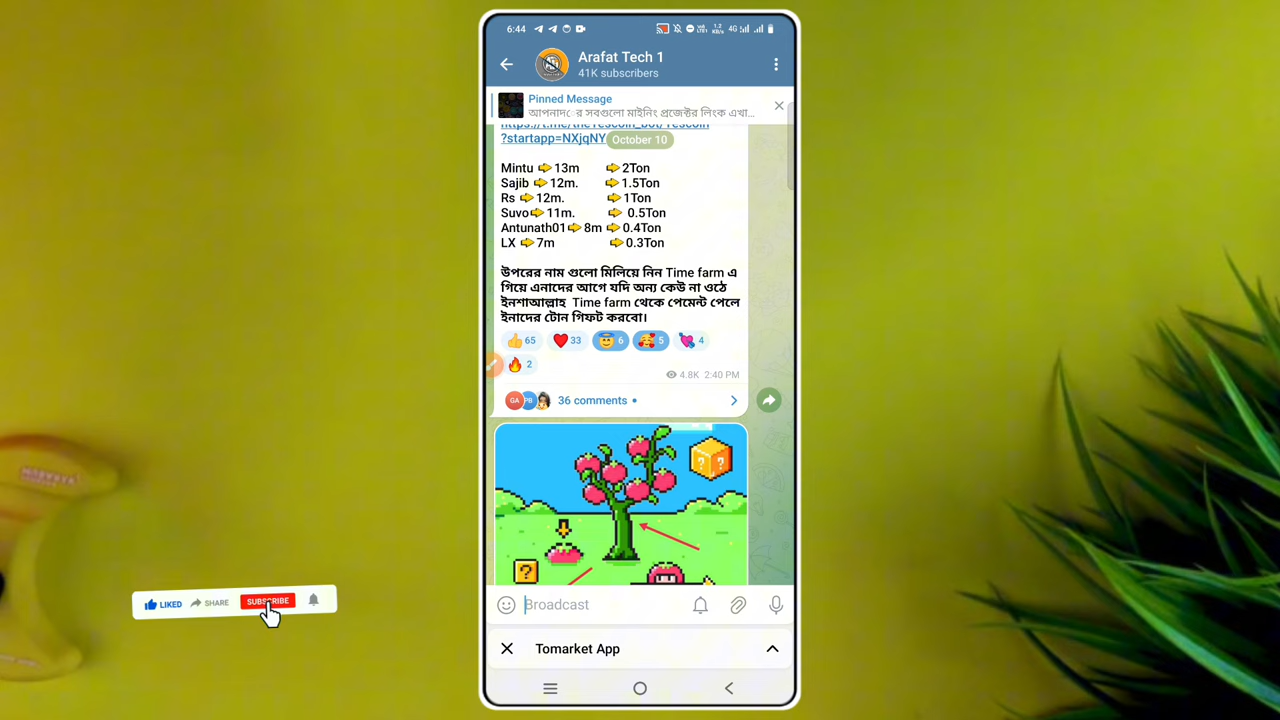 6:44
4G
Arafat Tech 1
41K subscribers
Pinned Message
আপনাদের সবগুলো মাইনিং প্রজেক্টর লিংক এখা...
?startapp=NXjqNY
October 10
Mintu 13m 2Ton
Sajib 12m. 1.5Ton
Rs 12m. 1Ton
Suvo 11m. 0.5Ton
Antunath01 8m 0.4Ton
LX 7m 0.3Ton
উপরের নাম গুলো মিলিয়ে নিন Time farm এ
গিয়ে এনাদের আগে যদি অন্য কেউ না ওঠে
ইনশাআল্লাহ Time farm থেকে পেমেন্ট পেলে
ইনাদের টোন গিফট করবো।
65 33 6 5 4
2
4.8K 2:40 PM
GA PB 36 comments
? ?
?
Broadcast
Tomarket App
LIKED SHARE SUBSCRIBE